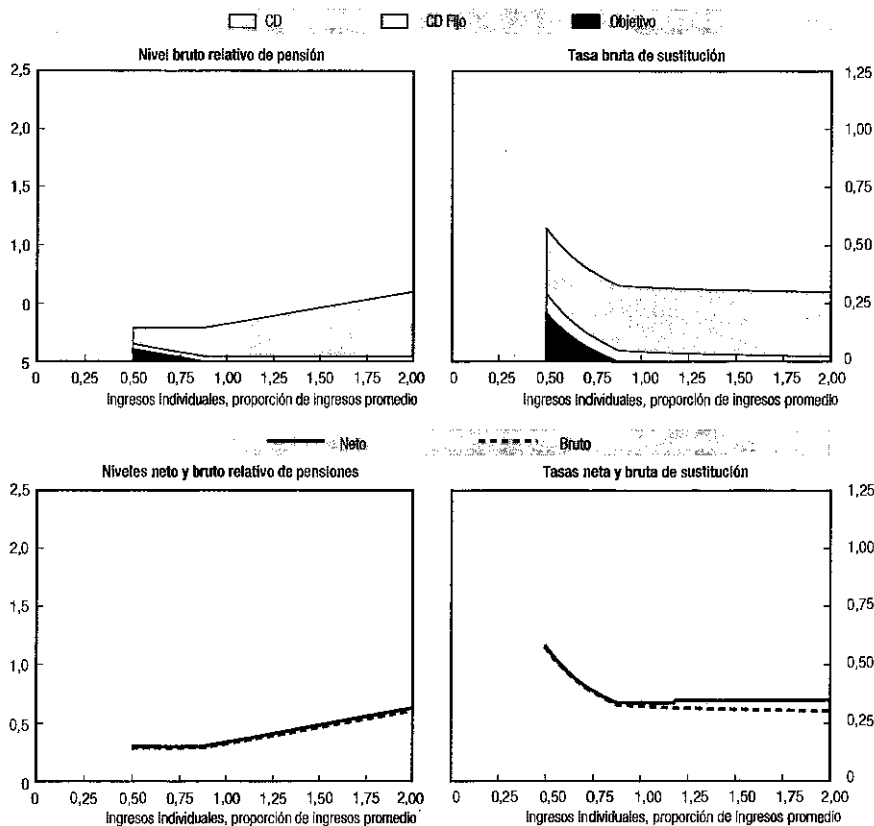 CD CD Fijo Objetivo
Nivel bruto relativo de pensión Tasa bruta de sustitución
2,5 1,25
2,0 1,00
1,5 0,75
1,0 0,50
0 0,25
5 0
0 0,25 0,50 0,75 1,00 1,25 1,50 1,75 2,00 0 0,25 0,50 0,75 1,00 1,25 1,50 1,75 2,00
Ingresos individuales, proporción de ingresos promedio Ingresos individuales, proporción de ingresos promedio
Neto Bruto
Niveles neto y bruto relativo de pensiones Tasas neta y bruta de sustitución
2,5 1,25
2,0 1,00
1,5 0,75
1,0 0,50
0,5 0,25
0 0
0 0,25 0,50 0,75 1,00 1,25 1,50 1,75 2,00 0 0,25 0,50 0,75 1,00 1,25 1,50 1,75 2,00
Ingresos individuales, proporción de ingresos promedio Ingresos individuales, proporción de ingresos promedio